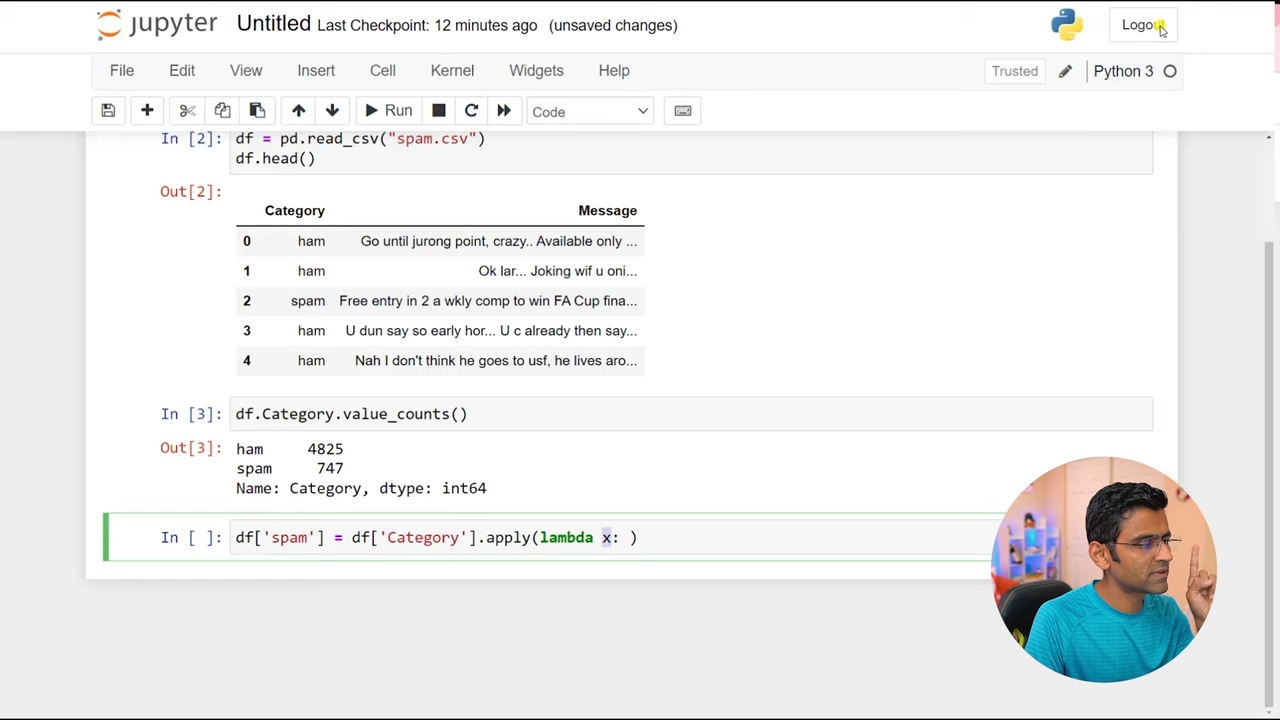 jupyter Untitled Last Checkpoint: 12 minutes ago (unsaved changes)
File Edit View Insert Cell Kernel Widgets Help Trusted Python 3
Run Code
In [2]: df = pd.read_csv("spam.csv")
df.head()
Out[2]:
Category Message
0 ham Go until jurong point, crazy.. Available only ...
1 ham Ok lar... Joking wif u oni...
2 spam Free entry in 2 a wkly comp to win FA Cup fina...
3 ham U dun say so early hor... U c already then say...
4 ham Nah I don't think he goes to usf, he lives aro...
In [3]: df.Category.value_counts()
Out[3]: ham 4825
spam 747
Name: Category, dtype: int64
In [ ]: df['spam'] = df['Category'].apply(lambda x: )